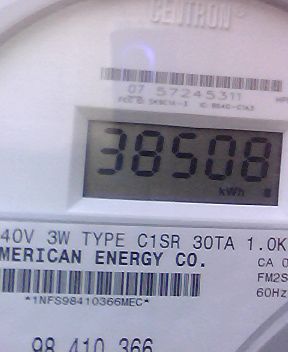 CENTRON®
07 57245311
38508
kWh
40V 3W TYPE C1SR 30TA 1.0K
MERICAN ENERGY CO.
CA 0
FM2S
60Hz
*1NFS98410366MEC*
98 410 366